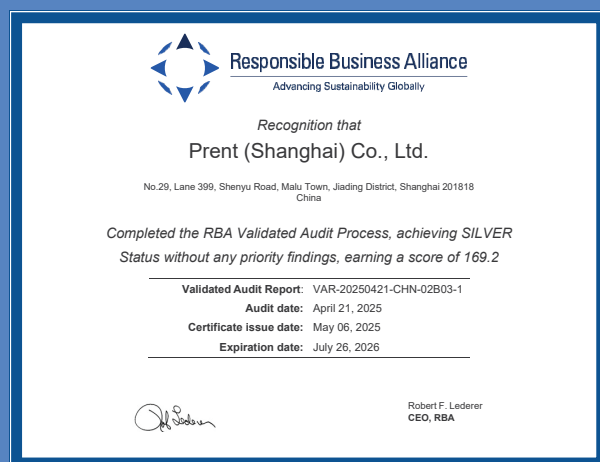 Responsible Business Alliance
Advancing Sustainability Globally
Recognition that
Prent (Shanghai) Co., Ltd.
No.29, Lane 399, Shenyu Road, Malu Town, Jiading District, Shanghai 201818
China
Completed the RBA Validated Audit Process, achieving SILVER
Status without any priority findings, earning a score of 169.2
Validated Audit Report: VAR-20250421-CHN-02B03-1
Audit date: April 21, 2025
Certificate issue date: May 06, 2025
Expiration date: July 26, 2026
Robert F. Lederer
CEO, RBA